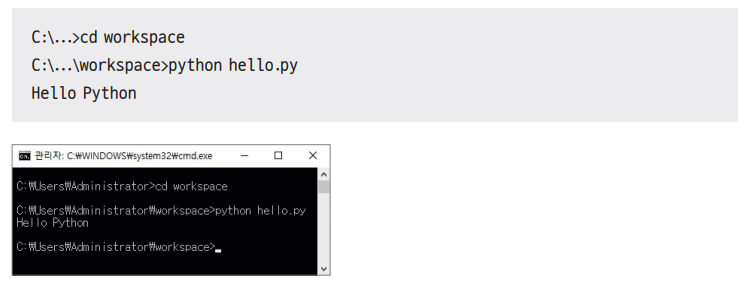 C:\...>cd workspace
C:\...\workspace>python hello.py
Hello Python
관리자: C:₩WINDOWS₩system32₩cmd.exe
C:₩Users₩Administrator>cd workspace
C:₩Users₩Administrator₩workspace>python hello.py
Hello Python
C:₩Users₩Administrator₩workspace>